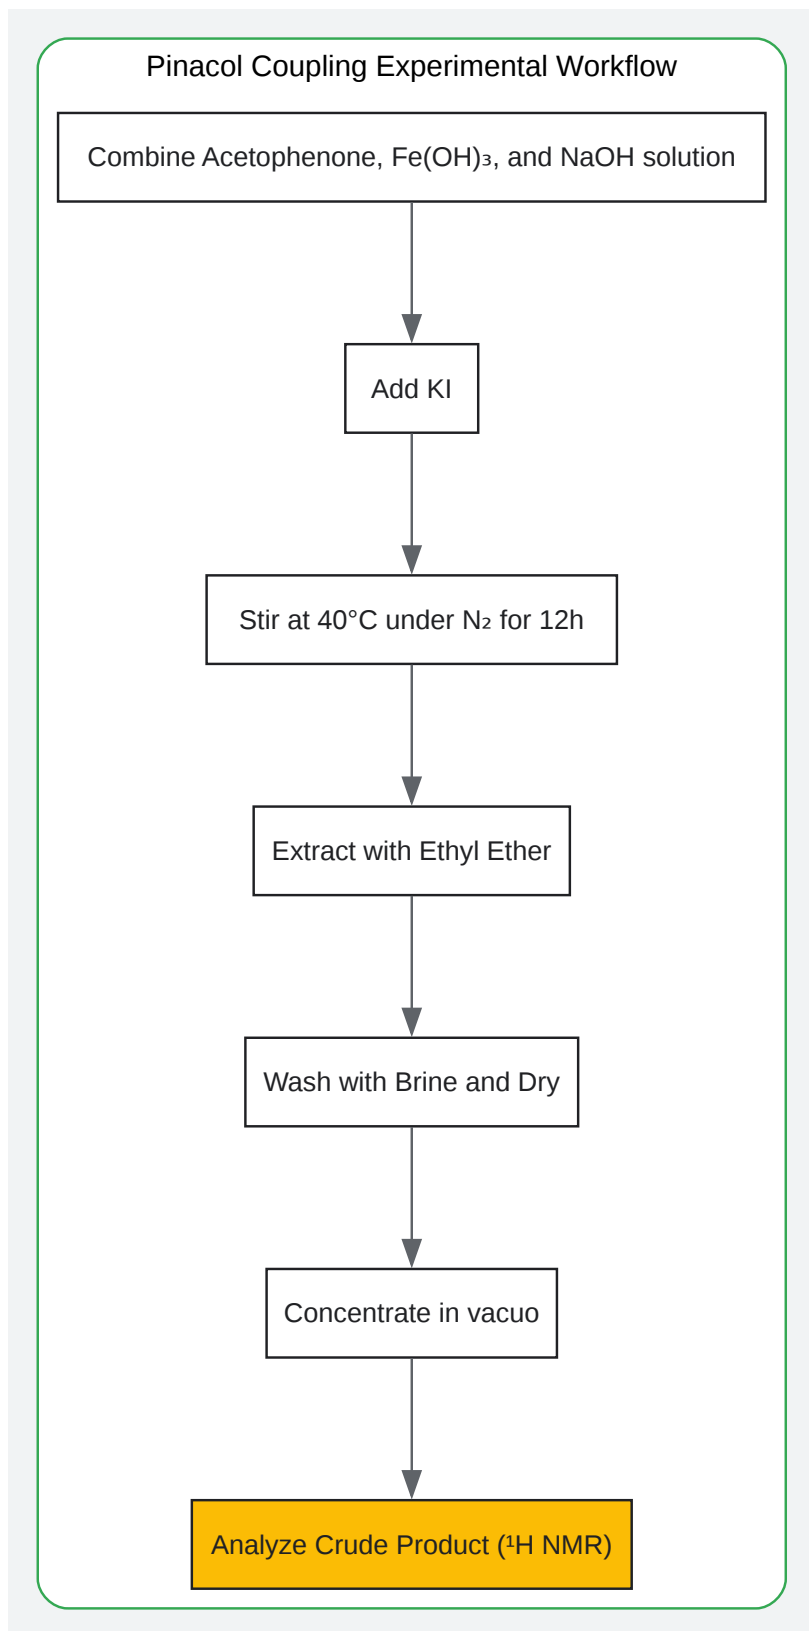 Pinacol Coupling Experimental Workflow
Combine Acetophenone, Fe(OH)₃, and NaOH solution
Add KI
Stir at 40°C under N₂ for 12h
Extract with Ethyl Ether
Wash with Brine and Dry
Concentrate in vacuo
Analyze Crude Product (¹H NMR)